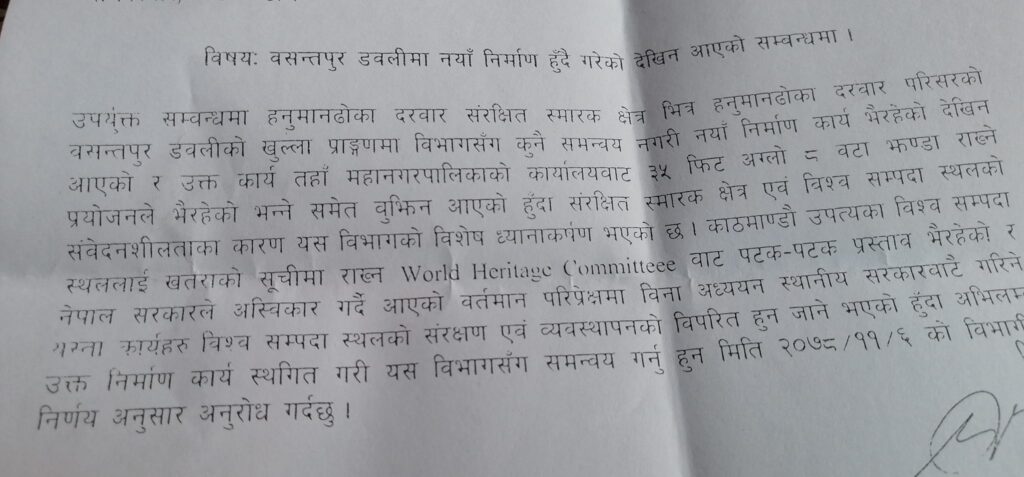 विषय: वसन्तपुर डवलीमा नयाँ निर्माण हुँदै गरेको देखिन आएको सम्वन्धमा ।
उपर्युक्त सम्वन्धमा हनुमानढोका दरवार संरक्षित स्मारक क्षेत्र भित्र हनुमानढोका दरवार परिसरको
वसन्तपुर डवलीको खुल्ला प्राङ्गणमा विभागसँग कुनै समन्वय नगरी नयाँ निर्माण कार्य भैरहेको देखिन
आएको र उक्त कार्य तहाँ महानगरपालिकाको कार्यालयवाट ३५ फिट अग्लो ८ वटा झण्डा राख्ने
प्रयोजनले भैरहेको भन्ने समेत वुझिन आएको हुँदा संरक्षित स्मारक क्षेत्र एवं विश्व सम्पदा स्थलको
संवेदनशीलताका कारण यस विभागको विशेष ध्यानाकर्षण भएको छ । काठमाण्डौ उपत्यका विश्व सम्पदा
स्थललाई खतराको सूचीमा राख्न World Heritage Committeee वाट पटक-पटक प्रस्ताव भैरहेको र
नेपाल सरकारले अस्विकार गर्दै आएको वर्तमान परिप्रेक्षमा विना अध्ययन स्थानीय सरकारवाटै गरिने
यस्ता कार्यहरु विश्व सम्पदा स्थलको संरक्षण एवं व्यवस्थापनको विपरित हुन जाने भएको हुँदा अभिलम्
उक्त निर्माण कार्य स्थगित गरी यस विभागसँग समन्वय गर्नु हुन मिति २०७८/११/६ को विभागी
निर्णय अनुसार अनुरोध गर्दछु ।